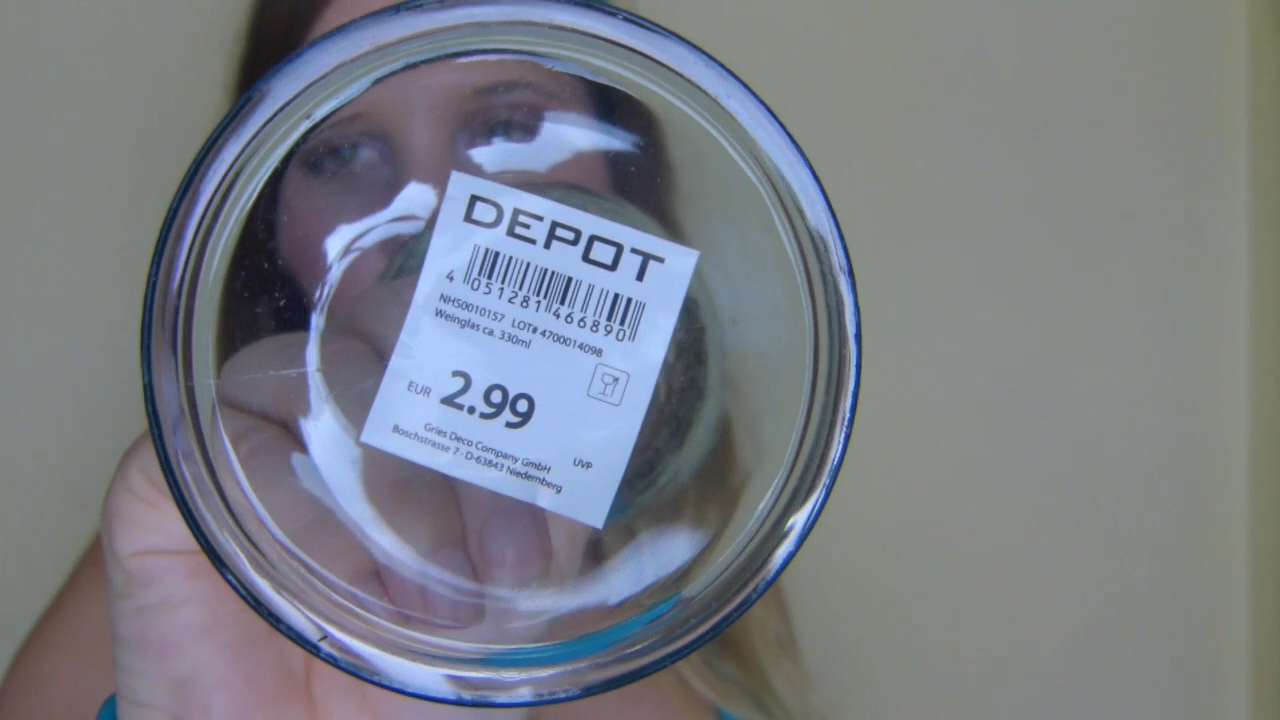 DEPOT
4 051281 466890
NHS0010157 LOT# 4700014098
Weinglas ca. 330ml
EUR 2.99
Gries Deco Company GmbH
UVP
Boschstrasse 7 · D-63843 Niedernberg